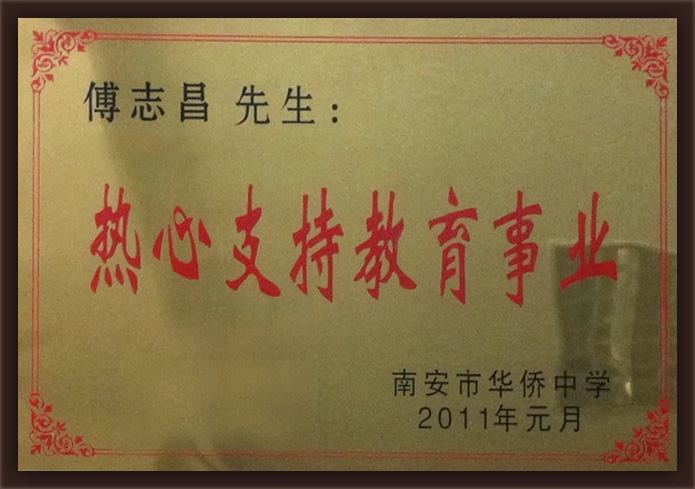 傅志昌 先生：
热心支持教育事业
南安市华侨中学
2011年元月